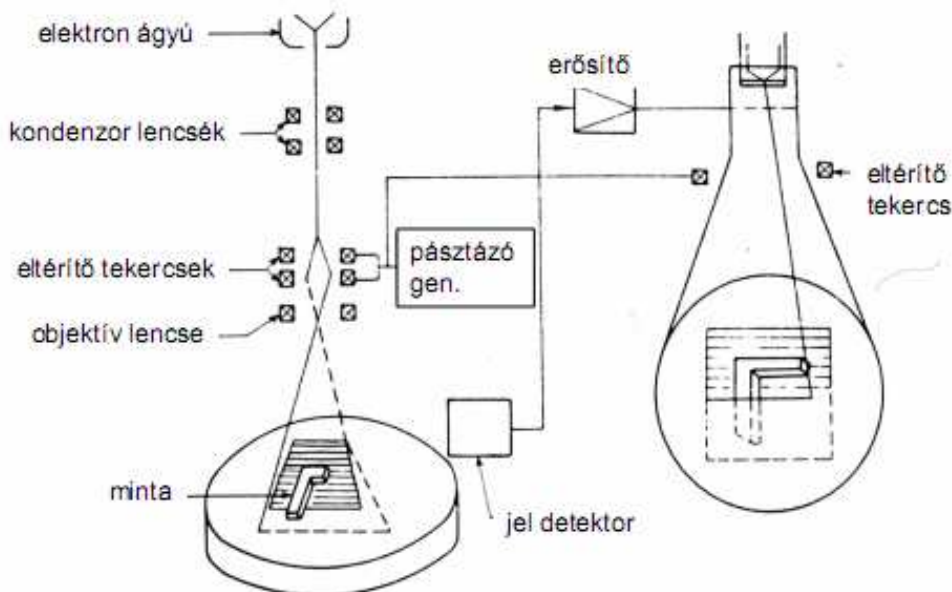 elektron ágyú
erősítő
kondenzor lencsék
eltérítő
tekercs
eltérítő tekercsek
pásztázó
gen.
objektív lencse
minta
jel detektor